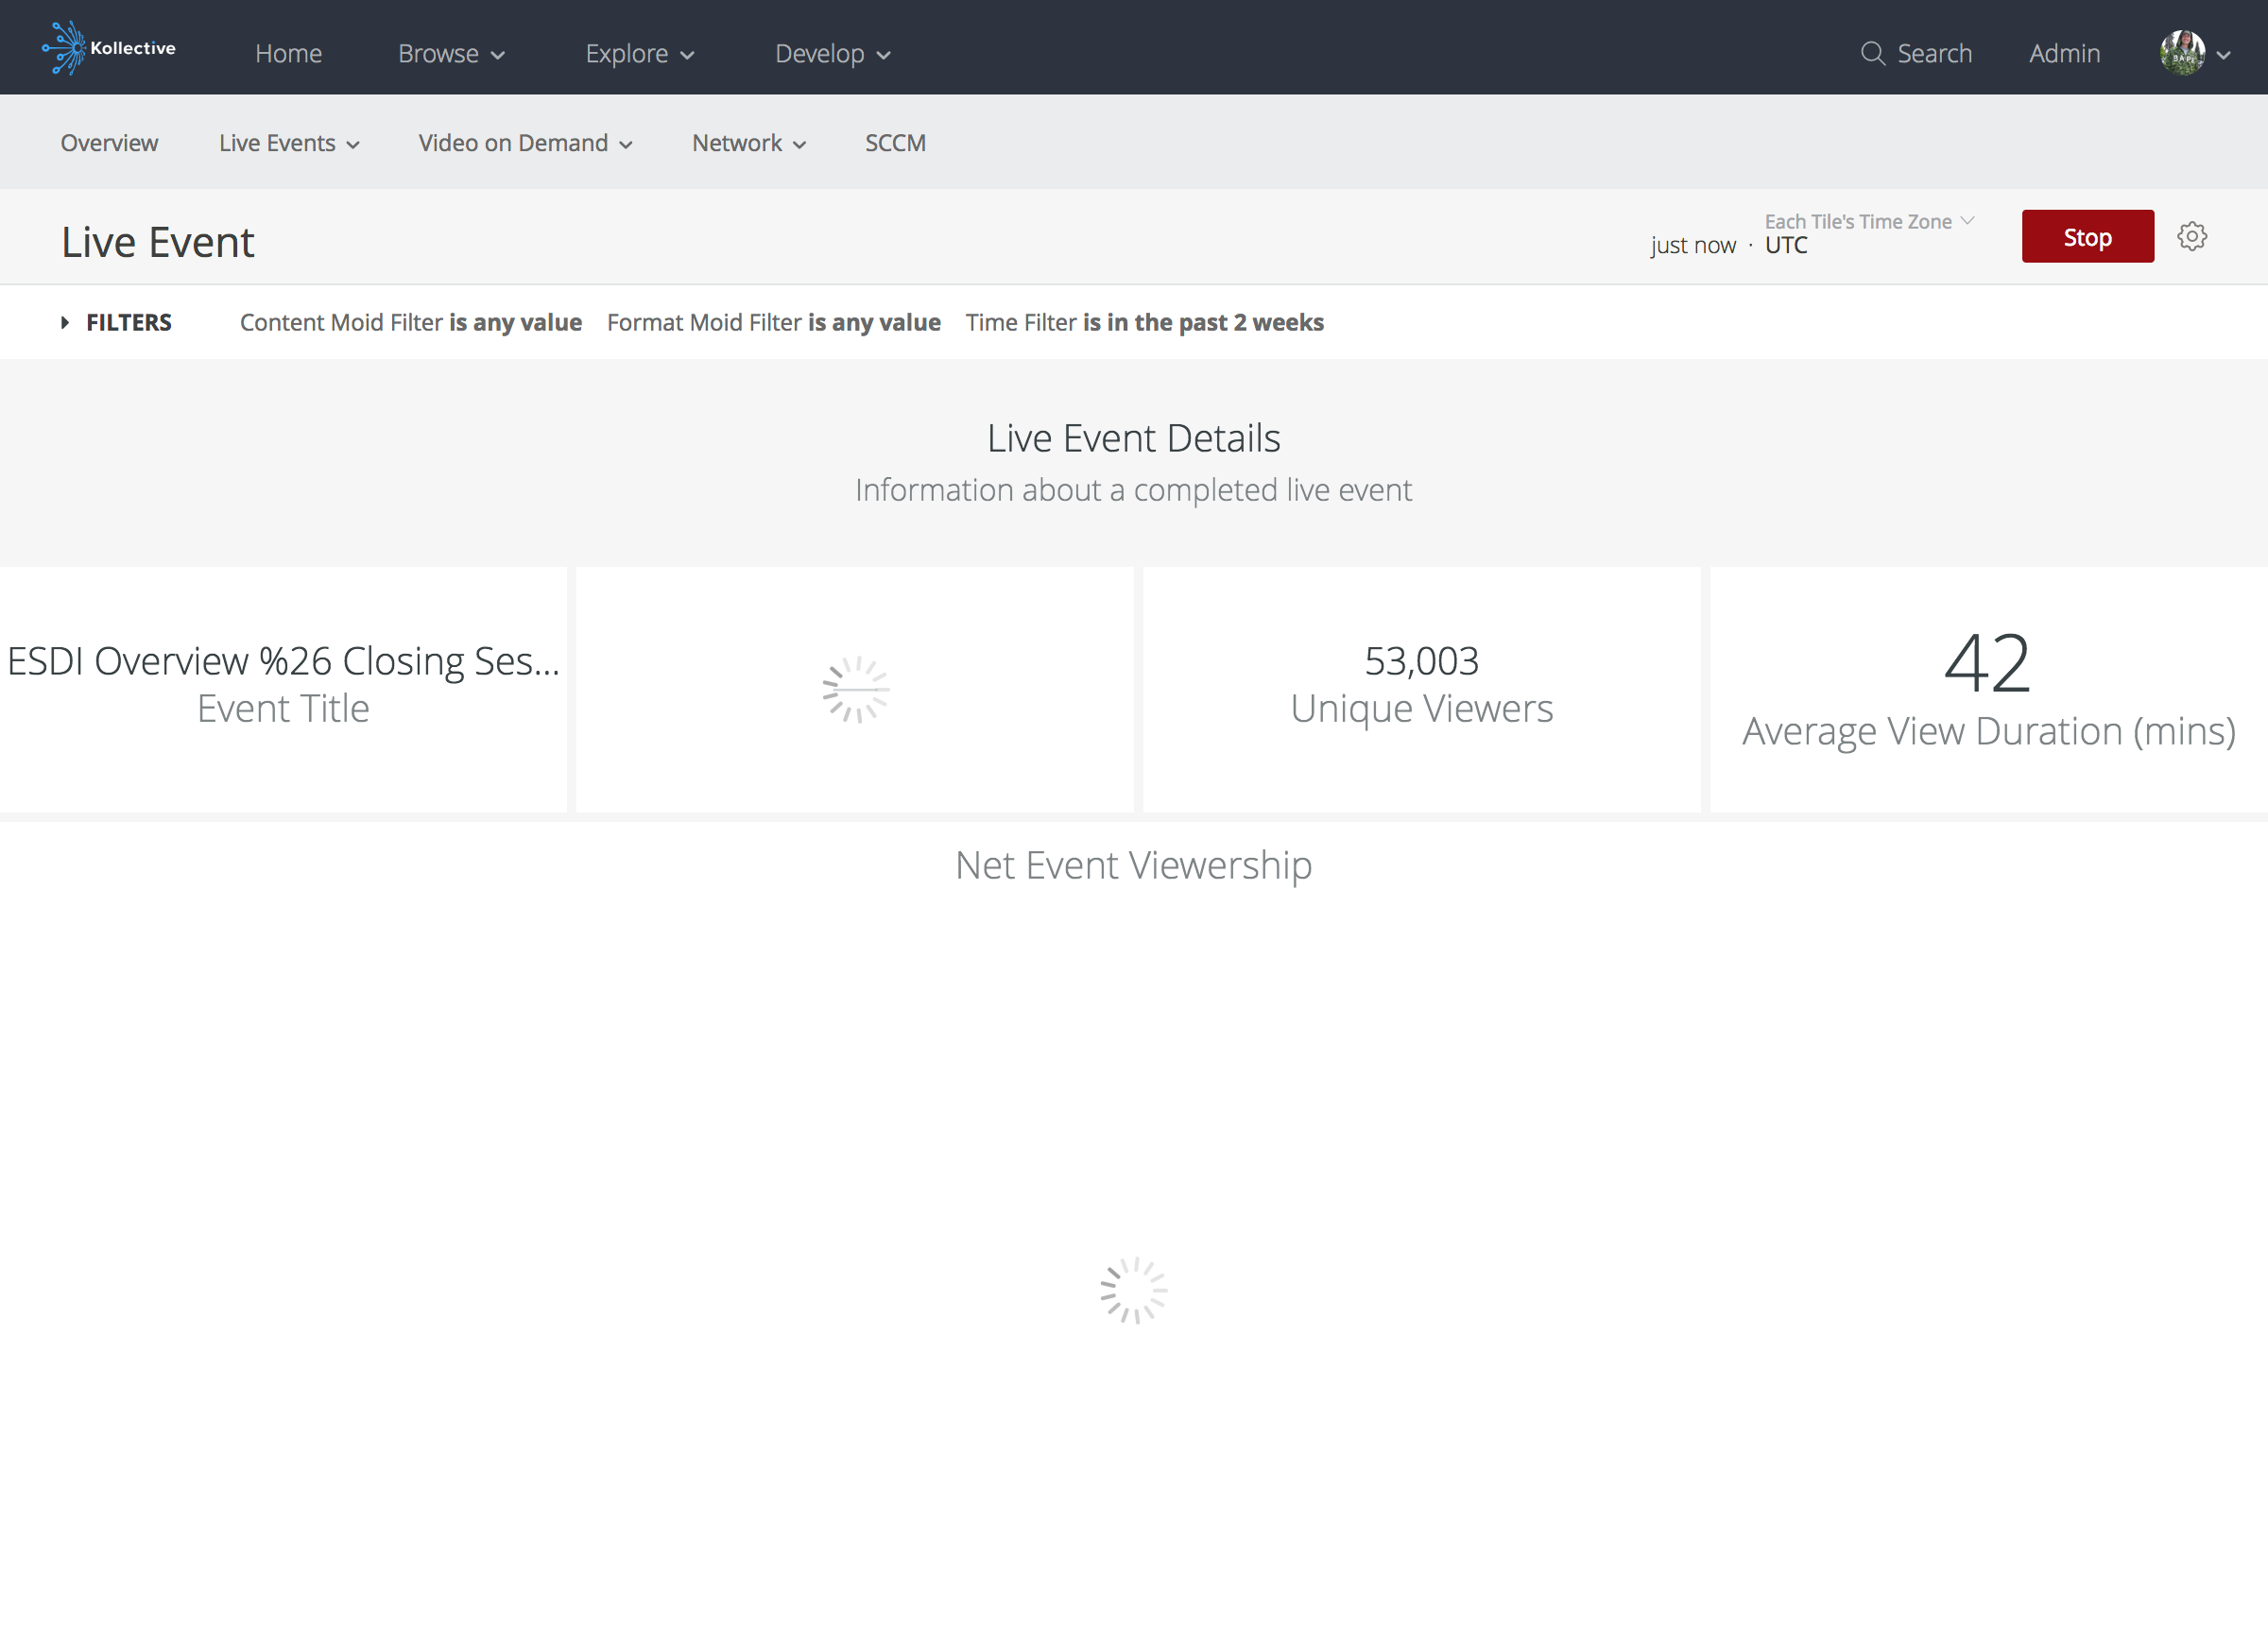 Kollective
Home Browse Explore Develop Search Admin
Overview Live Events Video on Demand Network SCCM
Live Event
Each Tile's Time Zone
just now · UTC
Stop
FILTERS Content Moid Filter is any value Format Moid Filter is any value Time Filter is in the past 2 weeks
Live Event Details
Information about a completed live event
ESDI Overview %26 Closing Ses...
Event Title
53,003
Unique Viewers
42
Average View Duration (mins)
Net Event Viewership